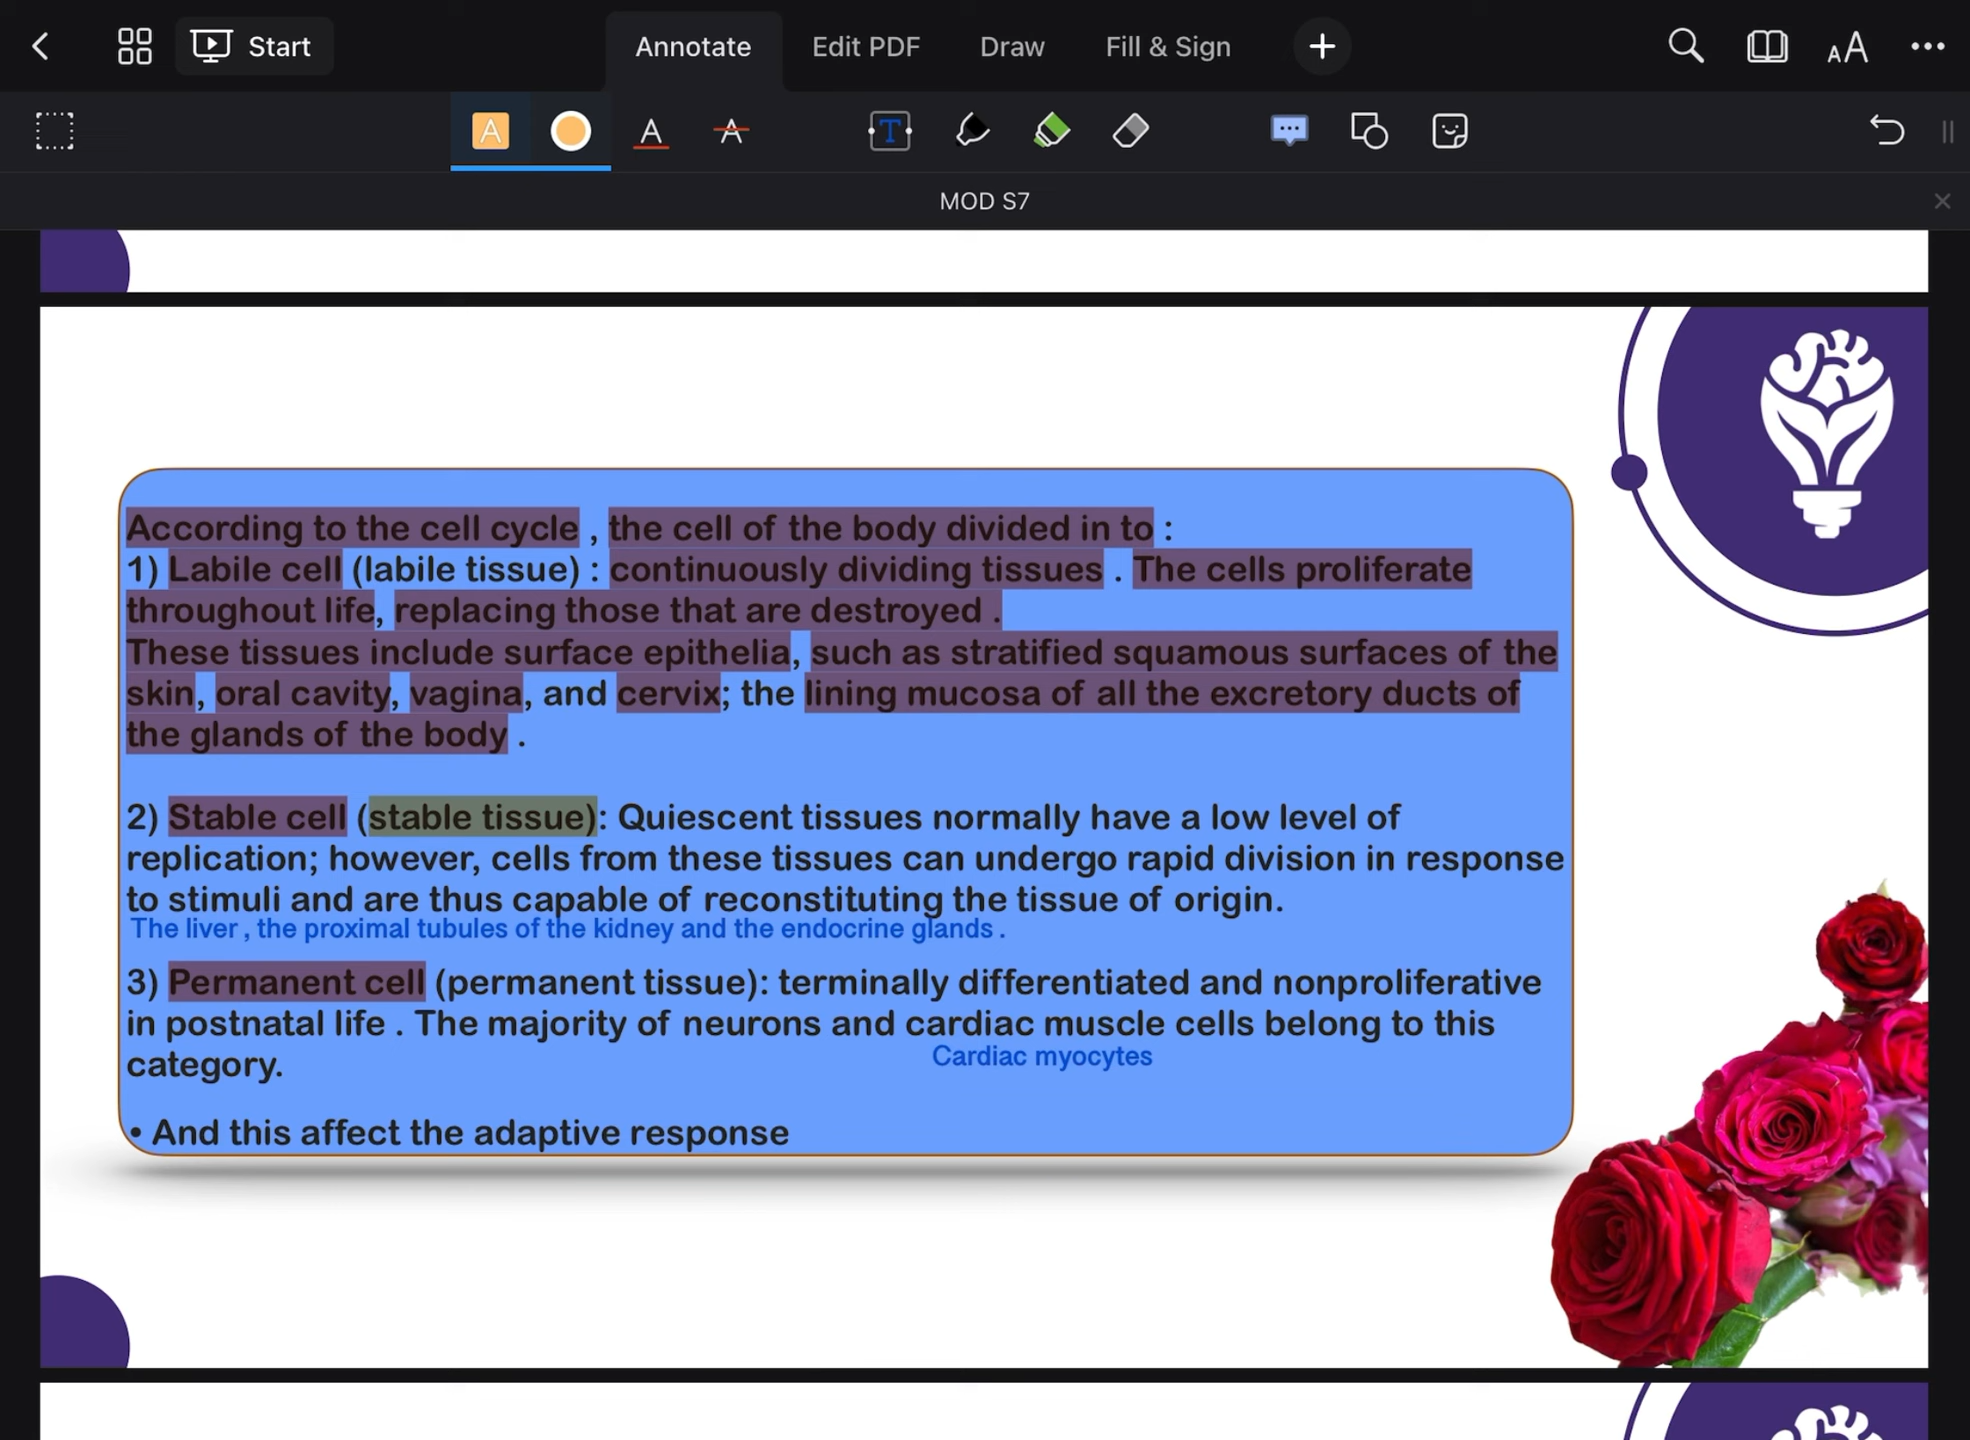 Start
Annotate
Edit PDF
Draw
Fill & Sign
AA
A
A
A
T
MOD S7
According to the cell cycle , the cell of the body divided in to :
1) Labile cell (labile tissue) : continuously dividing tissues . The cells proliferate
throughout life, replacing those that are destroyed .
These tissues include surface epithelia, such as stratified squamous surfaces of the
skin, oral cavity, vagina, and cervix; the lining mucosa of all the excretory ducts of
the glands of the body .
2) Stable cell (stable tissue): Quiescent tissues normally have a low level of
replication; however, cells from these tissues can undergo rapid division in response
to stimuli and are thus capable of reconstituting the tissue of origin.
The liver , the proximal tubules of the kidney and the endocrine glands .
3) Permanent cell (permanent tissue): terminally differentiated and nonproliferative
in postnatal life . The majority of neurons and cardiac muscle cells belong to this
Cardiac myocytes
category.
• And this affect the adaptive response